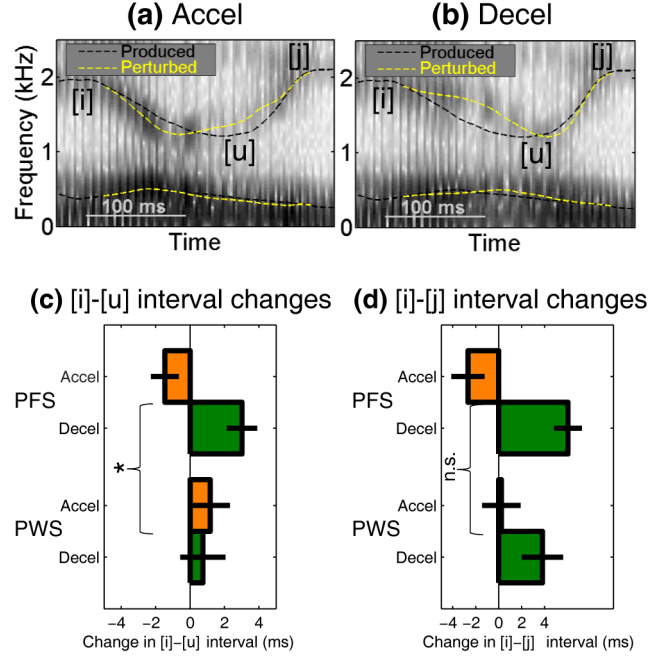 (a) Accel
(b) Decel
Frequency (kHz)
2
1
0
Produced
Perturbed
[i]
[u]
[j]
100 ms
Time
Produced
Perturbed
[i]
[u]
[j]
2
1
0
100 ms
Time
(c) [i]-[u] interval changes
PFS
Accel
Decel
*
PWS
Accel
Decel
−4 −2 0 2 4
Change in [i]−[u] interval (ms)
(d) [i]-[j] interval changes
PFS
Accel
Decel
n.s.
PWS
Accel
Decel
−4 −2 0 2 4
Change in [i]−[j] interval (ms)